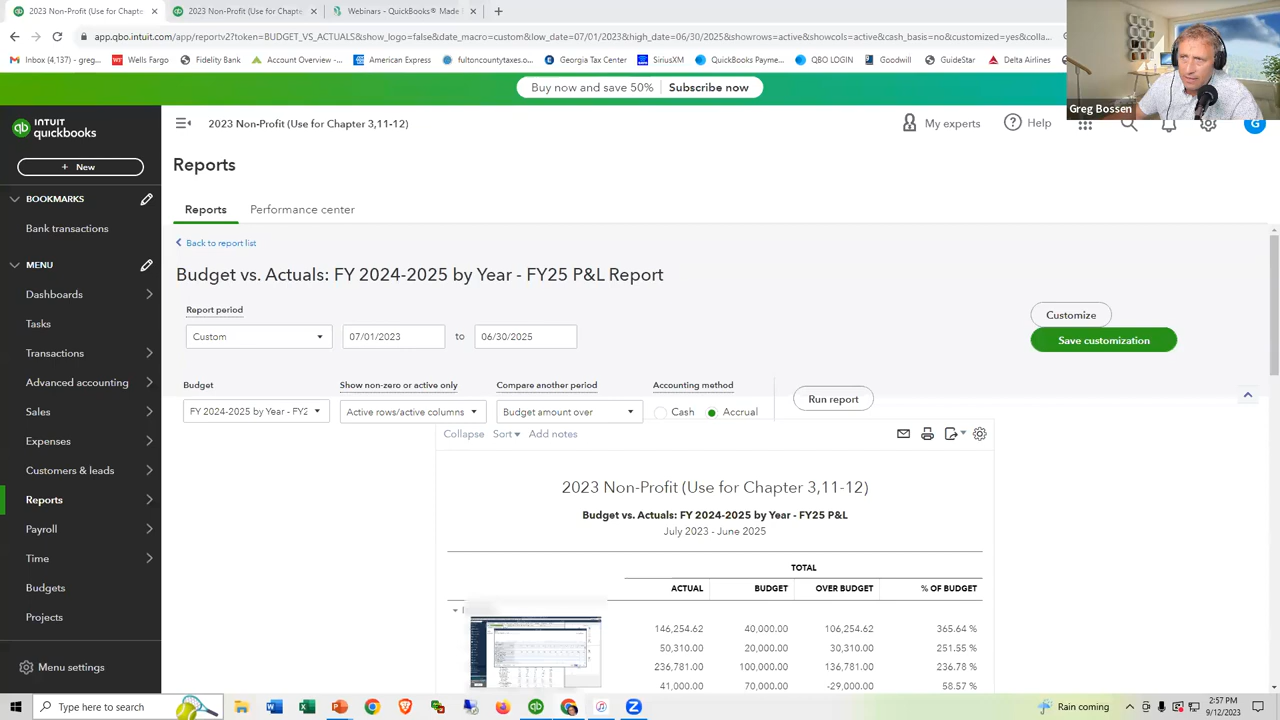 2023 Non-Profit (Use for Chapte
2023 Non-Profit (Use for Chapte
Webinars - QuickBooks® Made
app.qbo.intuit.com/app/reportv2?token=BUDGET_VS_ACTUALS&show_logo=false&date_macro=custom&low_date=07/01/2023&high_date=06/30/2025&showrows=active&showcols=active&cash_basis=no&customized=yes&colla
Inbox (4,137) - greg...
Wells Fargo
Fidelity Bank
Account Overview -...
American Express
fultoncountytaxes.o...
Georgia Tax Center
SiriusXM
QuickBooks Payme...
QBO LOGIN
Goodwill
GuideStar
Delta Airlines
Greg Bossen
Buy now and save 50% Subscribe now
INTUIT
quickbooks
2023 Non-Profit (Use for Chapter 3,11-12)
My experts
Help
G
+ New
Reports
BOOKMARKS
Reports
Performance center
Bank transactions
Back to report list
MENU
Budget vs. Actuals: FY 2024-2025 by Year - FY25 P&L Report
Dashboards
Report period
Customize
Tasks
Custom
07/01/2023 to 06/30/2025
Save customization
Transactions
Advanced accounting
Budget
Show non-zero or active only
Compare another period
Accounting method
Sales
FY 2024-2025 by Year - FY2
Active rows/active columns
Budget amount over
Cash
Accrual
Run report
Expenses
Collapse Sort Add notes
Customers & leads
Reports
2023 Non-Profit (Use for Chapter 3,11-12)
Budget vs. Actuals: FY 2024-2025 by Year - FY25 P&L
Payroll
July 2023 - June 2025
Time
TOTAL
Budgets
ACTUAL BUDGET OVER BUDGET % OF BUDGET
Projects
146,254.62 40,000.00 106,254.62 365.64 %
50,310.00 20,000.00 30,310.00 251.55 %
Menu settings
236,781.00 100,000.00 136,781.00 236.78 %
41,000.00 70,000.00 -29,000.00 58.57 %
Type here to search
Rain coming
2:57 PM
9/12/2023